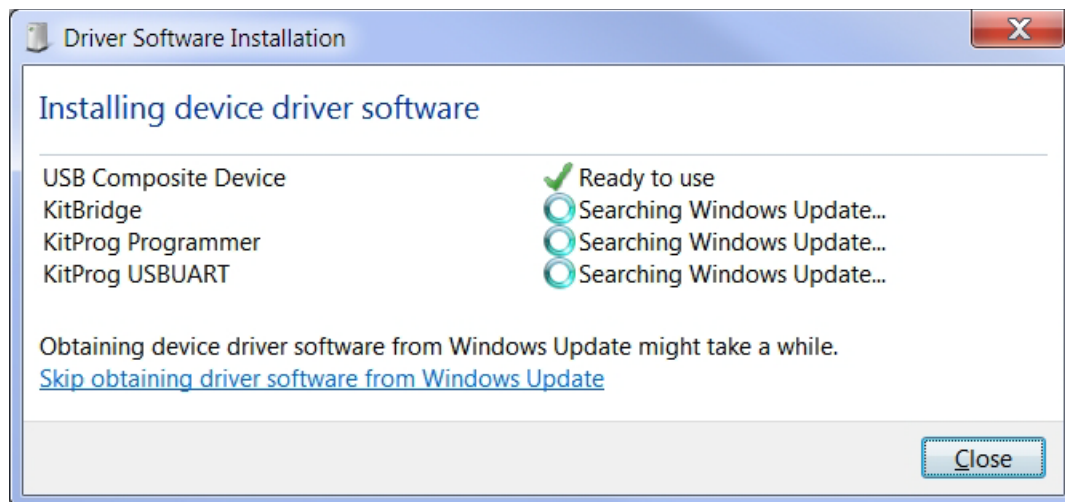 Driver Software Installation
X
Installing device driver software
USB Composite Device Ready to use
KitBridge Searching Windows Update...
KitProg Programmer Searching Windows Update...
KitProg USBUART Searching Windows Update...
Obtaining device driver software from Windows Update might take a while.
Skip obtaining driver software from Windows Update
Close